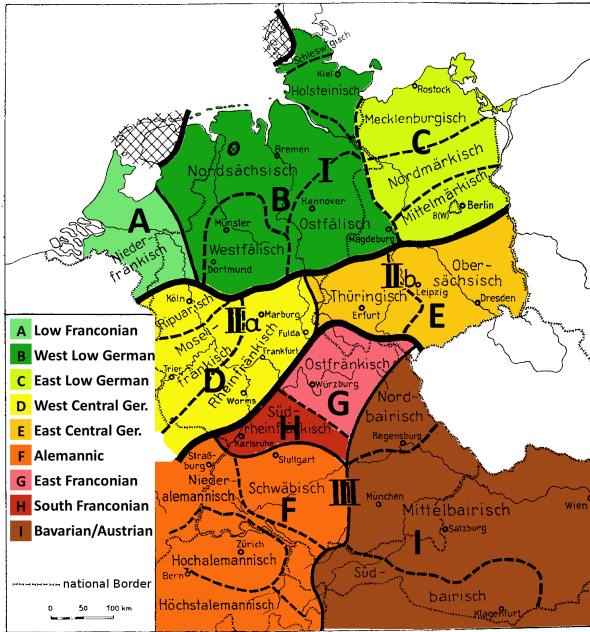 Schleswigisch
Kiel
Holsteinisch
Rostock
Mecklenburgisch
C
Bremen
Nordsächsisch
I
Nordmärkisch
Mittelmärkisch
Berlin
B(W)
A
B
Hannover
Ostfälisch
Münster
Westfälisch
Magdeburg
Nieder-
fränkisch
Dortmund
II b
Ober-
sächsisch
Leipzig
Thüringisch
Erfurt
Dresden
E
Köln
Ripuarisch
II a
Marburg
Mosel-
fränkisch
Fulda
Frankfurt
Rheinfränkisch
Trier
D
Worms
Ostfränkisch
Würzburg
G
Nord-
bairisch
Süd-
rheinfränkisch
H
Karlsruhe
Regensburg
Straß-
burg
Stuttgart
Nieder-
alemannisch
Schwäbisch
F
III
München
Mittelbairisch
Wien
Salzburg
I
Zürich
Hochalemannisch
Bern
Höchstalemannisch
Süd-
bairisch
Klagenfurt
A Low Franconian
B West Low German
C East Low German
D West Central Ger.
E East Central Ger.
F Alemannic
G East Franconian
H South Franconian
I Bavarian/Austrian
national Border
0 50 100 km